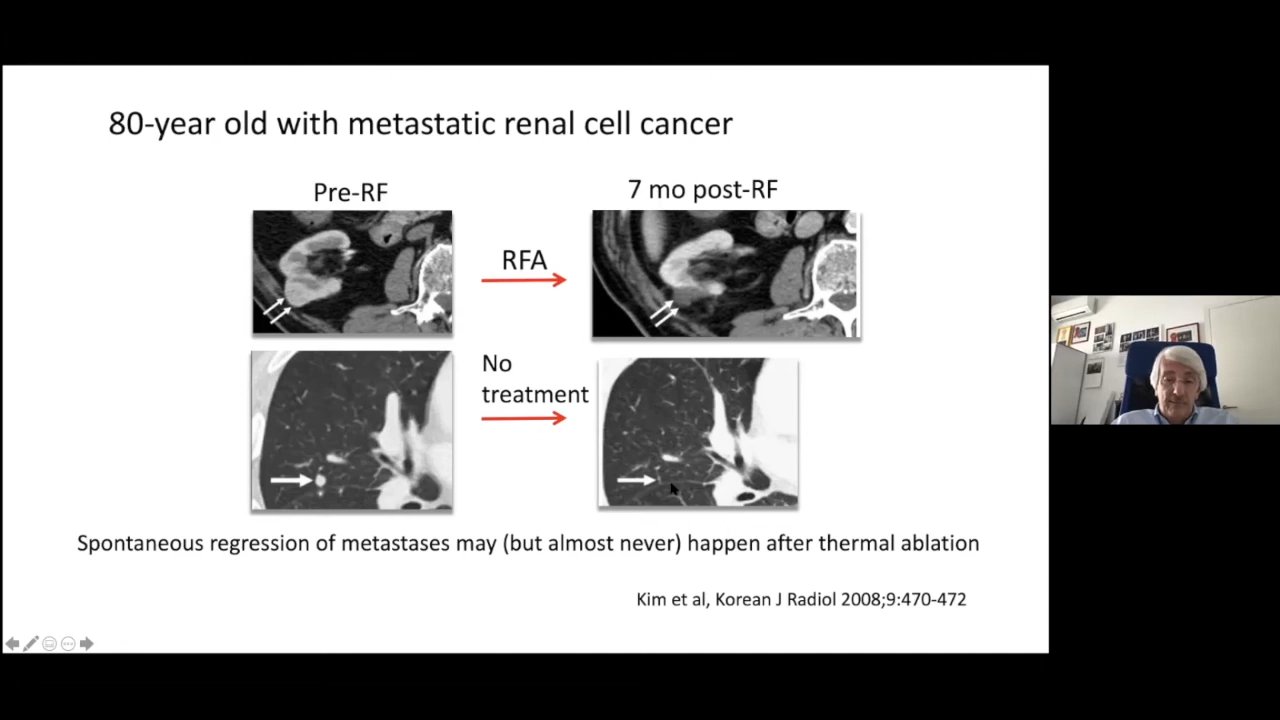 80-year old with metastatic renal cell cancer
Pre-RF
7 mo post-RF
RFA
No
treatment
Spontaneous regression of metastases may (but almost never) happen after thermal ablation
Kim et al, Korean J Radiol 2008;9:470-472